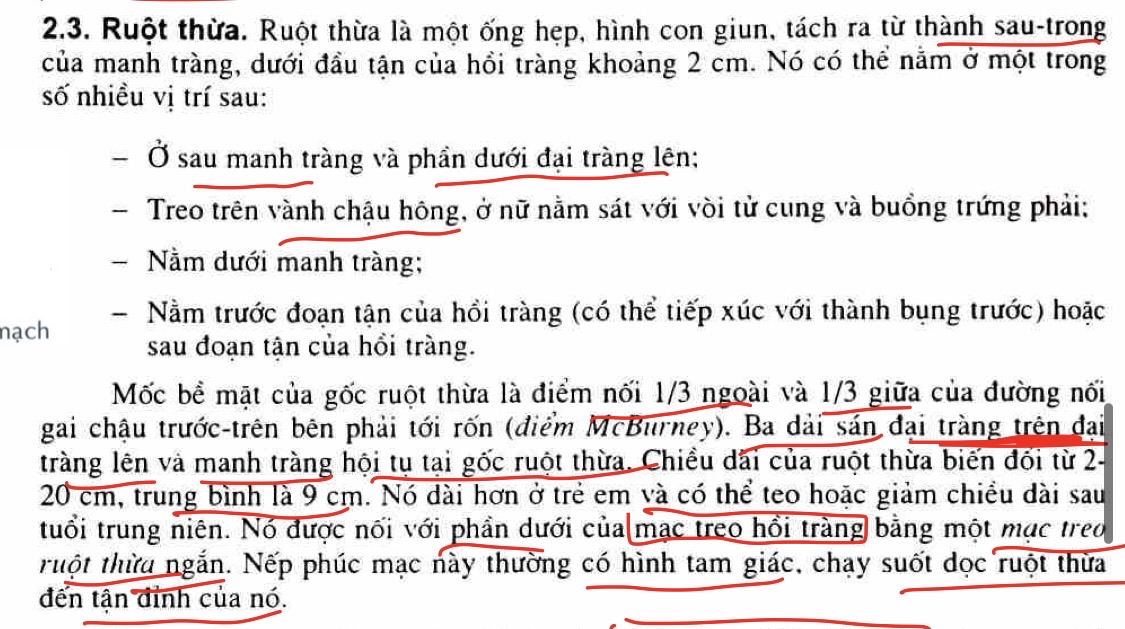 2.3. Ruột thừa. Ruột thừa là một ống hẹp, hình con giun, tách ra từ thành sau-trong
của manh tràng, dưới đầu tận của hồi tràng khoảng 2 cm. Nó có thể nằm ở một trong
số nhiều vị trí sau:
– Ở sau manh tràng và phần dưới đại tràng lên;
– Treo trên vành chậu hông, ở nữ nằm sát với vòi tử cung và buồng trứng phải;
– Nằm dưới manh tràng;
– Nằm trước đoạn tận của hồi tràng (có thể tiếp xúc với thành bụng trước) hoặc
mạch
sau đoạn tận của hồi tràng.
Mốc bề mặt của gốc ruột thừa là điểm nối 1/3 ngoài và 1/3 giữa của đường nối
gai chậu trước-trên bên phải tới rốn (điểm McBurney). Ba dải sán đại tràng trên đại
tràng lên và manh tràng hội tụ tại gốc ruột thừa. Chiều dài của ruột thừa biến đổi từ 2-
20 cm, trung bình là 9 cm. Nó dài hơn ở trẻ em và có thể teo hoặc giảm chiều dài sau
tuổi trung niên. Nó được nối với phần dưới của mạc treo hồi tràng bằng một mạc treo
ruột thừa ngắn. Nếp phúc mạc này thường có hình tam giác, chạy suốt dọc ruột thừa
đến tận đỉnh của nó.